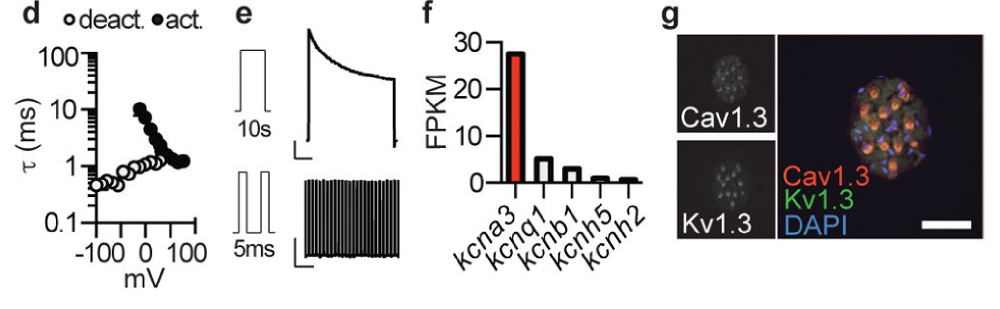 d
deact. act.
100
10
1
0.1
τ (ms)
-100 0 100
mV
e
10s
5ms
f
30
20
10
0
FPKM
kcna3
kcnq1
kcnb1
kcnh5
kcnh2
g
Cav1.3
Kv1.3
Cav1.3
Kv1.3
DAPI